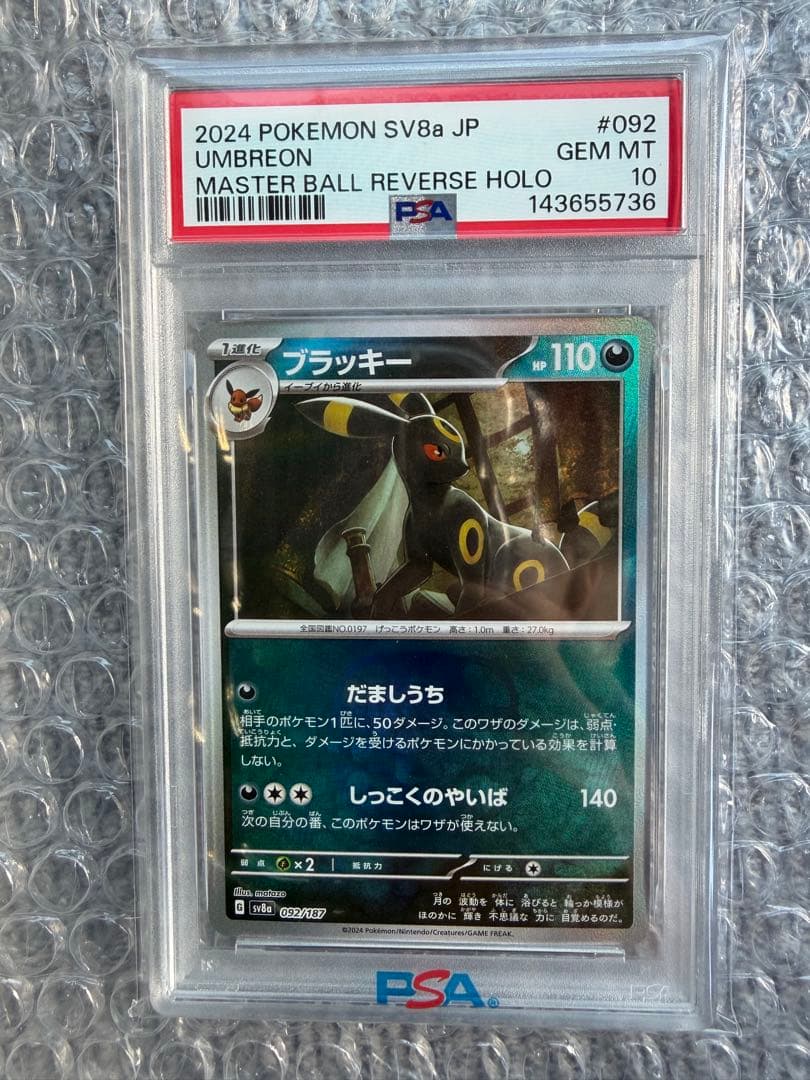 2024 POKEMON SV8a JP #092
UMBREON GEM MT
MASTER BALL REVERSE HOLO 10
PSA 143655736
1進化 ブラッキー HP 110
イーブイから進化
全国図鑑NO.0197 げっこうポケモン 高さ:1.0m 重さ:27.0kg
だましうち
相手のポケモン1匹に、50ダメージ。このワザのダメージは、弱点・
抵抗力と、ダメージを受けるポケモンにかかっている効果を計算
しない。
しっこくのやいば 140
次の自分の番、このポケモンはワザが使えない。
弱点 ×2 抵抗力 にげる
Illus. matazo
G sv8a 092/187
月の波動を体に浴びると輪っか模様が
ほのかに輝き不思議な力に目覚めるのだ。
©2024 Pokémon/Nintendo/Creatures/GAME FREAK.
PSA®